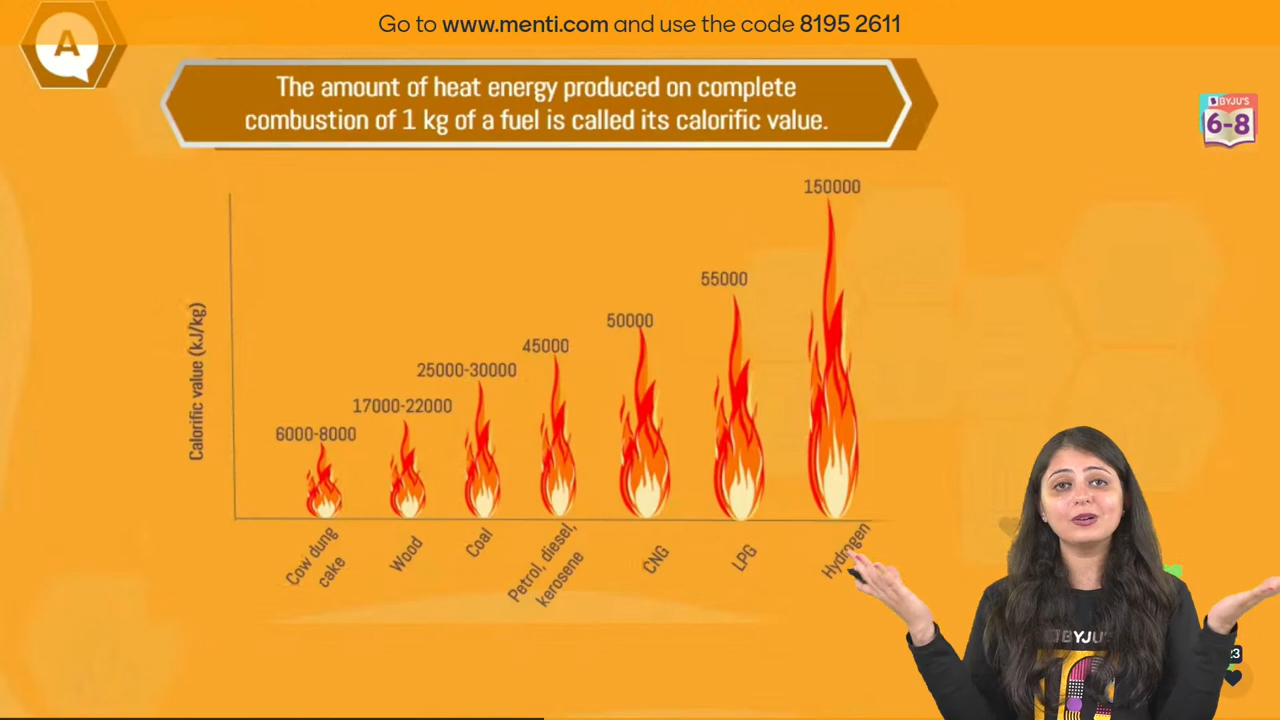 Go to www.menti.com and use the code 8195 2611
A
The amount of heat energy produced on complete
combustion of 1 kg of a fuel is called its calorific value.
BYJU'S
6-8
150000
55000
50000
45000
25000-30000
17000-22000
6000-8000
Calorific value (kJ/kg)
Cow dung
cake
Wood
Coal
Petrol, diesel,
kerosene
CNG
LPG
Hydrogen
BYJU
23